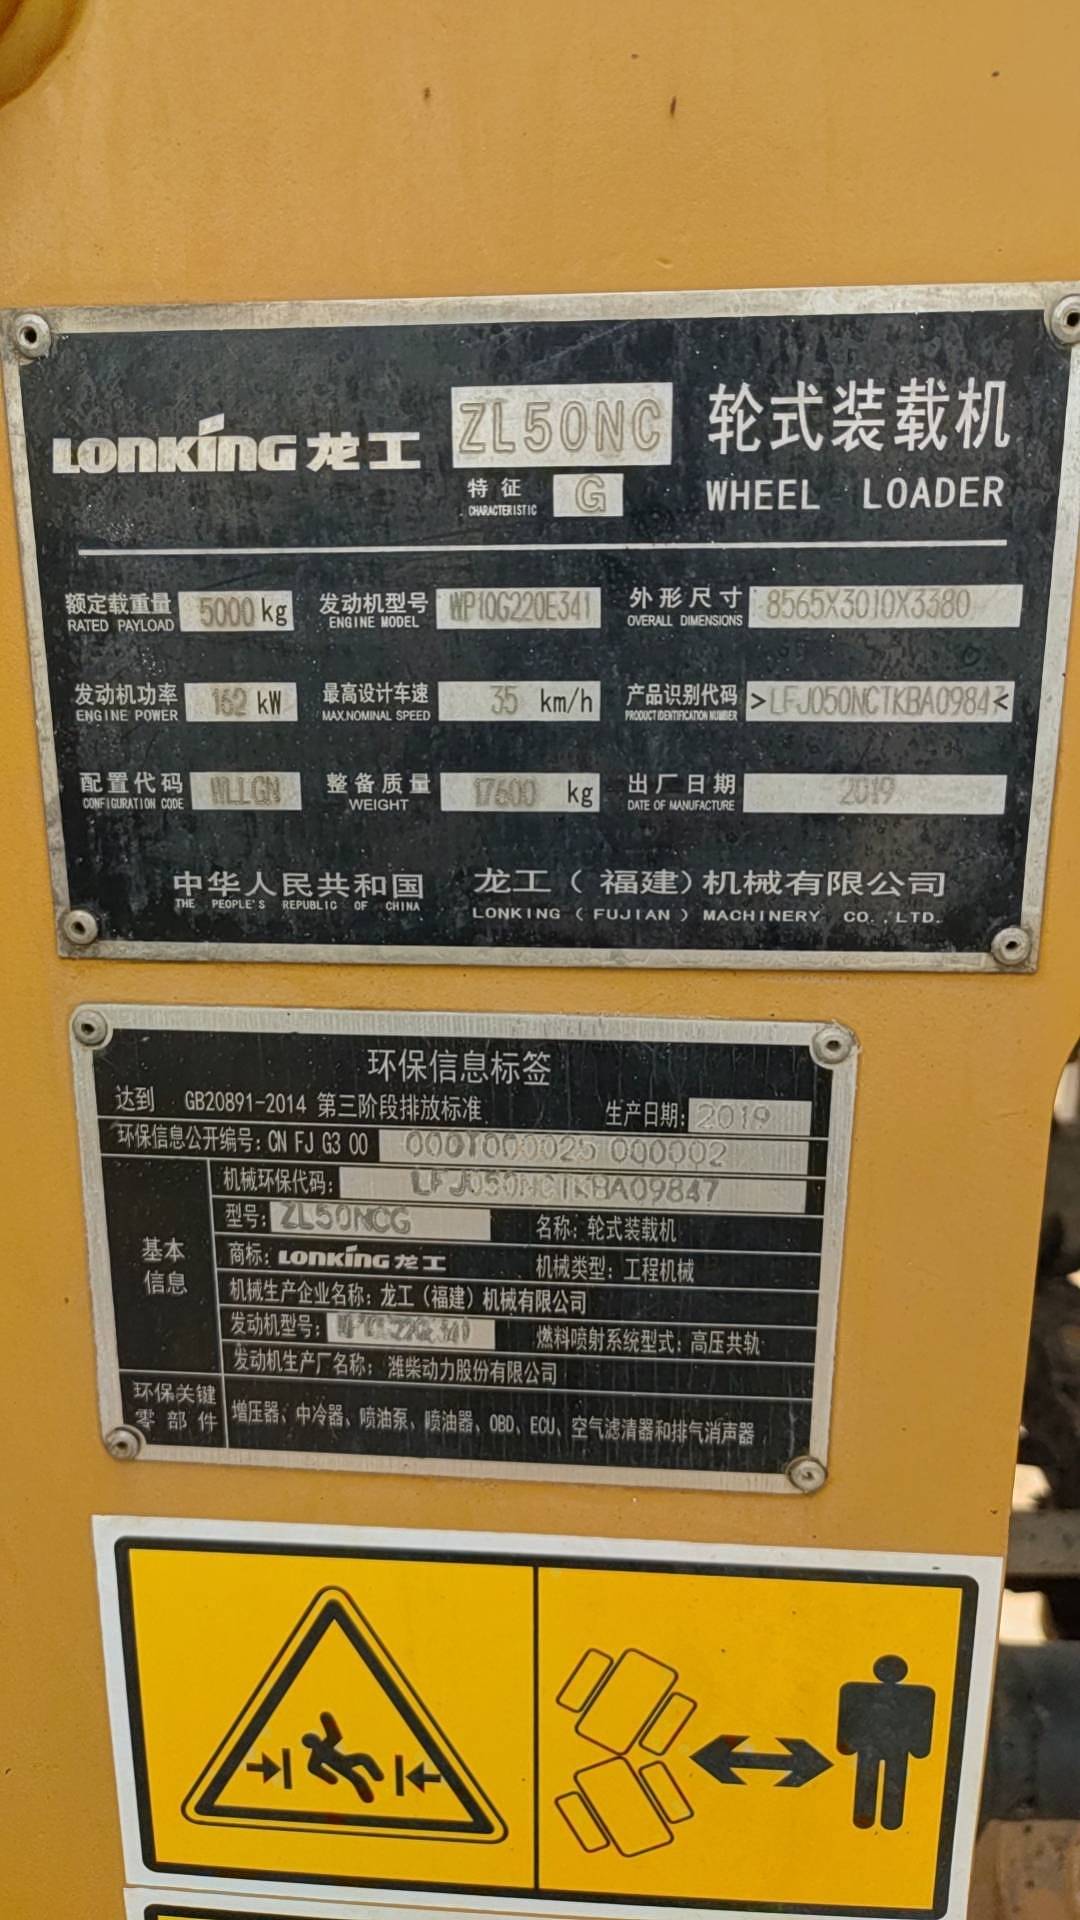 LONKING 龙工 ZL50NC 轮式装载机
特征 CHARACTERISTIC G WHEEL LOADER
额定载重量 RATED PAYLOAD 5000 kg 发动机型号 ENGINE MODEL WP10G220E341 外形尺寸 OVERALL DIMENSIONS 8565X3010X3380
发动机功率 ENGINE POWER 162 kW 最高设计车速 MAX.NOMINAL SPEED 35 km/h 产品识别代码 PRODUCT IDENTIFICATION NUMBER >LFJ050NCTKBA0984<
配置代码 CONFIGURATION CODE 整备质量 WEIGHT 17600 kg 出厂日期 DATE OF MANUFACTURE 2019
中华人民共和国 龙工（福建）机械有限公司
THE PEOPLE'S REPUBLIC OF CHINA LONKING ( FUJIAN ) MACHINERY CO.,LTD.
环保信息标签
达到 GB20891-2014 第三阶段排放标准 生产日期: 2019
环保信息公开编号: CN FJ G3 00 000T000025 000002
基本信息
机械环保代码: LFJ050NCTKBA09847
型号: ZL50NCG 名称: 轮式装载机
商标: LONKING 龙工 机械类型: 工程机械
机械生产企业名称: 龙工（福建）机械有限公司
发动机型号: 燃料喷射系统型式: 高压共轨
发动机生产厂名称: 潍柴动力股份有限公司
环保关键零部件 增压器、中冷器、喷油泵、喷油器、OBD、ECU、空气滤清器和排气消声器